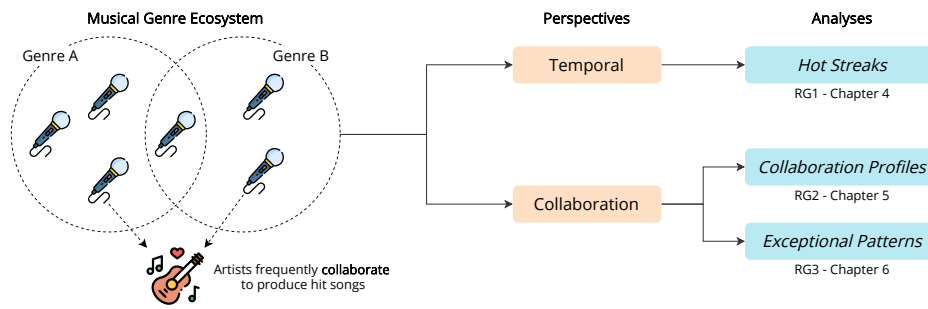 Musical Genre Ecosystem
Genre A
Genre B
Artists frequently collaborate
to produce hit songs
Perspectives
Temporal
Collaboration
Analyses
Hot Streaks
RG1 - Chapter 4
Collaboration Profiles
RG2 - Chapter 5
Exceptional Patterns
RG3 - Chapter 6